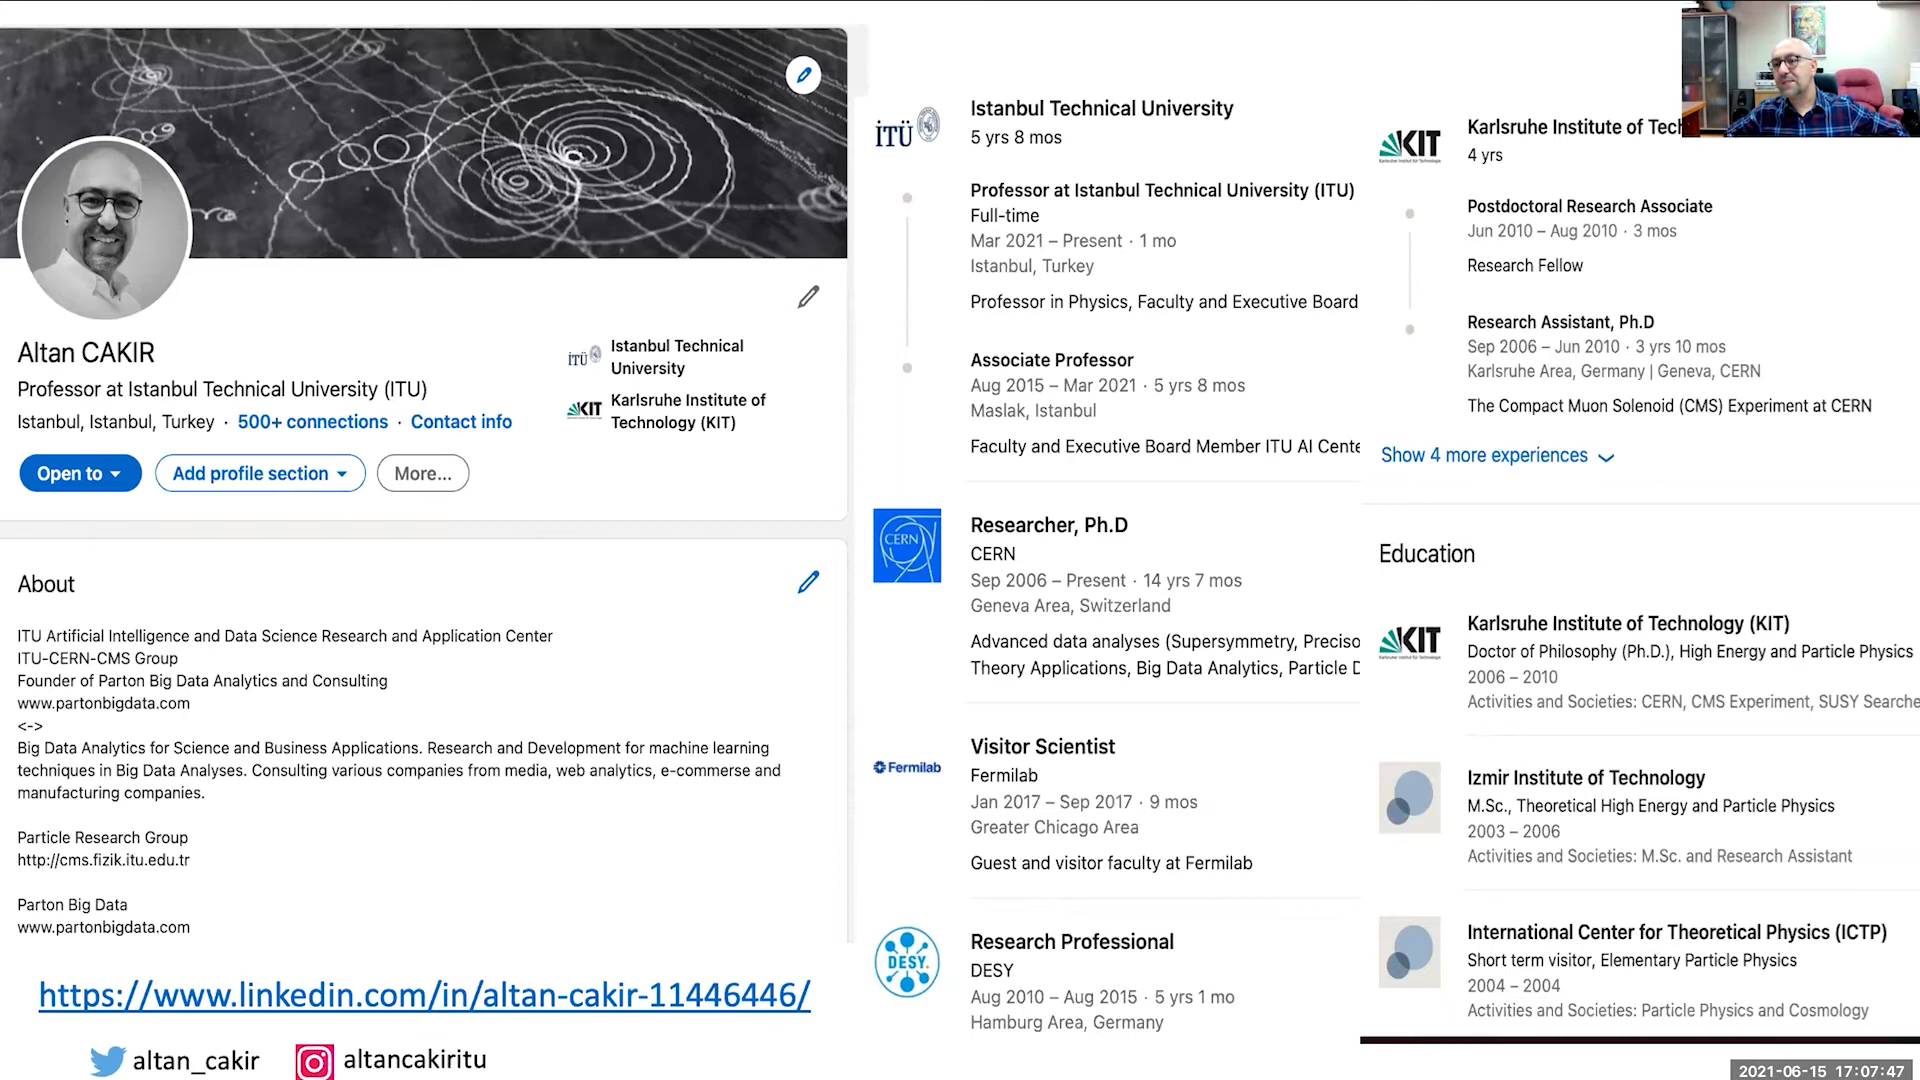 Altan CAKIR
Professor at Istanbul Technical University (ITU)
Istanbul, Istanbul, Turkey · 500+ connections · Contact info
Open to
Add profile section
More...
İTÜ
Istanbul Technical
University
KIT
Karlsruhe Institute of
Technology (KIT)
About
ITU Artificial Intelligence and Data Science Research and Application Center
ITU-CERN-CMS Group
Founder of Parton Big Data Analytics and Consulting
www.partonbigdata.com
<->
Big Data Analytics for Science and Business Applications. Research and Development for machine learning
techniques in Big Data Analyses. Consulting various companies from media, web analytics, e-commerse and
manufacturing companies.
Particle Research Group
http://cms.fizik.itu.edu.tr
Parton Big Data
www.partonbigdata.com
https://www.linkedin.com/in/altan-cakir-11446446/
altan_cakir
altancakiritu
İTÜ
Istanbul Technical University
5 yrs 8 mos
Professor at Istanbul Technical University (ITU)
Full-time
Mar 2021 – Present · 1 mo
Istanbul, Turkey
Professor in Physics, Faculty and Executive Board
Associate Professor
Aug 2015 – Mar 2021 · 5 yrs 8 mos
Maslak, Istanbul
Faculty and Executive Board Member ITU AI Cente
CERN
Researcher, Ph.D
CERN
Sep 2006 – Present · 14 yrs 7 mos
Geneva Area, Switzerland
Advanced data analyses (Supersymmetry, Preciso
Theory Applications, Big Data Analytics, Particle D
Fermilab
Visitor Scientist
Fermilab
Jan 2017 – Sep 2017 · 9 mos
Greater Chicago Area
Guest and visitor faculty at Fermilab
DESY.
Research Professional
DESY
Aug 2010 – Aug 2015 · 5 yrs 1 mo
Hamburg Area, Germany
KIT
Karlsruhe Institute of Tech
4 yrs
Postdoctoral Research Associate
Jun 2010 – Aug 2010 · 3 mos
Research Fellow
Research Assistant, Ph.D
Sep 2006 – Jun 2010 · 3 yrs 10 mos
Karlsruhe Area, Germany | Geneva, CERN
The Compact Muon Solenoid (CMS) Experiment at CERN
Show 4 more experiences
Education
KIT
Karlsruhe Institute of Technology (KIT)
Doctor of Philosophy (Ph.D.), High Energy and Particle Physics
2006 – 2010
Activities and Societies: CERN, CMS Experiment, SUSY Searche
Izmir Institute of Technology
M.Sc., Theoretical High Energy and Particle Physics
2003 – 2006
Activities and Societies: M.Sc. and Research Assistant
International Center for Theoretical Physics (ICTP)
Short term visitor, Elementary Particle Physics
2004 – 2004
Activities and Societies: Particle Physics and Cosmology
2021-06-15 17:07:47